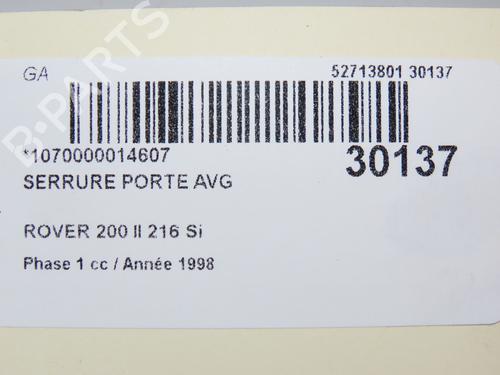 GA
52713801 30137
*1070000014607
30137
SERRURE PORTE AVG
ROVER 200 II 216 Si
Phase 1 cc / Année 1998
B-PARTS